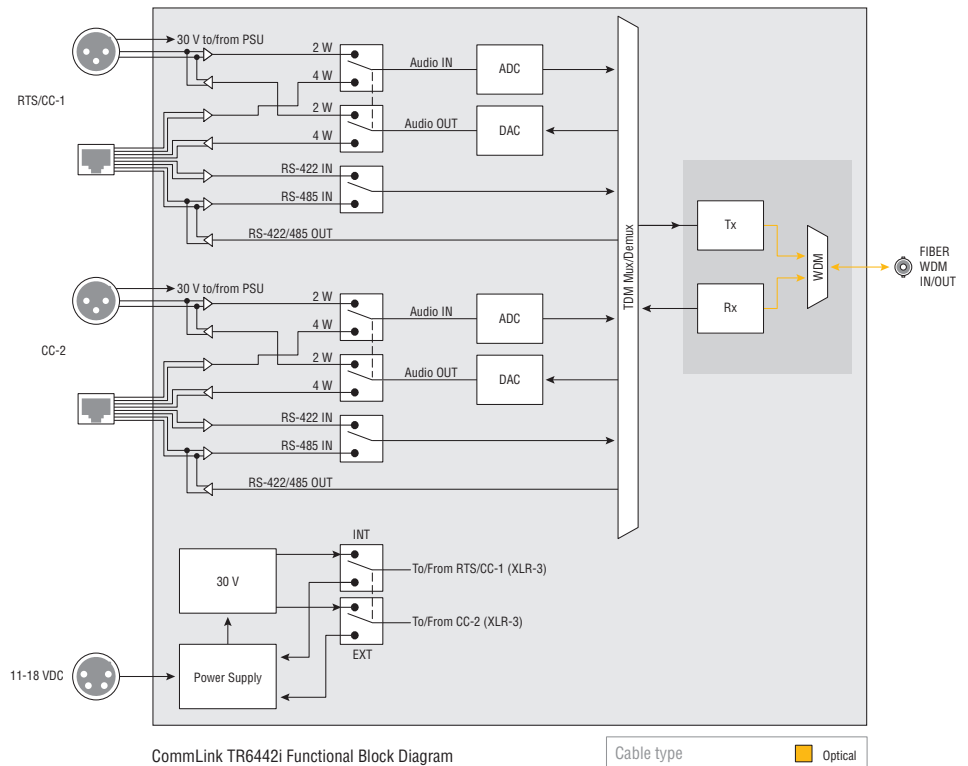 30 V to/from PSU
2 W
4 W
Audio IN
ADC
RTS/CC-1
2 W
4 W
Audio OUT
DAC
RS-422 IN
RS-485 IN
RS-422/485 OUT
TDM Mux/Demux
Tx
Rx
WDM
FIBER
WDM
IN/OUT
30 V to/from PSU
2 W
4 W
Audio IN
ADC
CC-2
2 W
4 W
Audio OUT
DAC
RS-422 IN
RS-485 IN
RS-422/485 OUT
INT
30 V
To/From RTS/CC-1 (XLR-3)
To/From CC-2 (XLR-3)
EXT
11-18 VDC
Power Supply
CommLink TR6442i Functional Block Diagram
Cable type
Optical